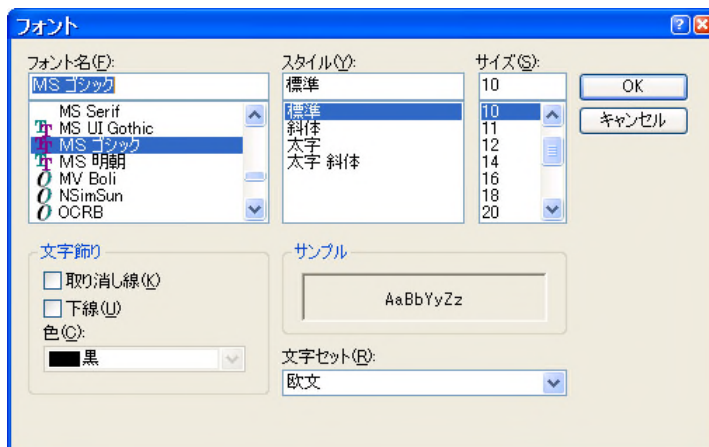 フォント
フォント名(F):
MS ゴシック
MS Serif
MS UI Gothic
MS ゴシック
MS 明朝
MV Boli
NSimSun
OCRB
スタイル(Y):
標準
標準
斜体
太字
太字 斜体
サイズ(S):
10
10
11
12
14
16
18
20
OK
キャンセル
文字飾り
取り消し線(K)
下線(U)
色(C):
黒
サンプル
AaBbYyZz
文字セット(R):
欧文